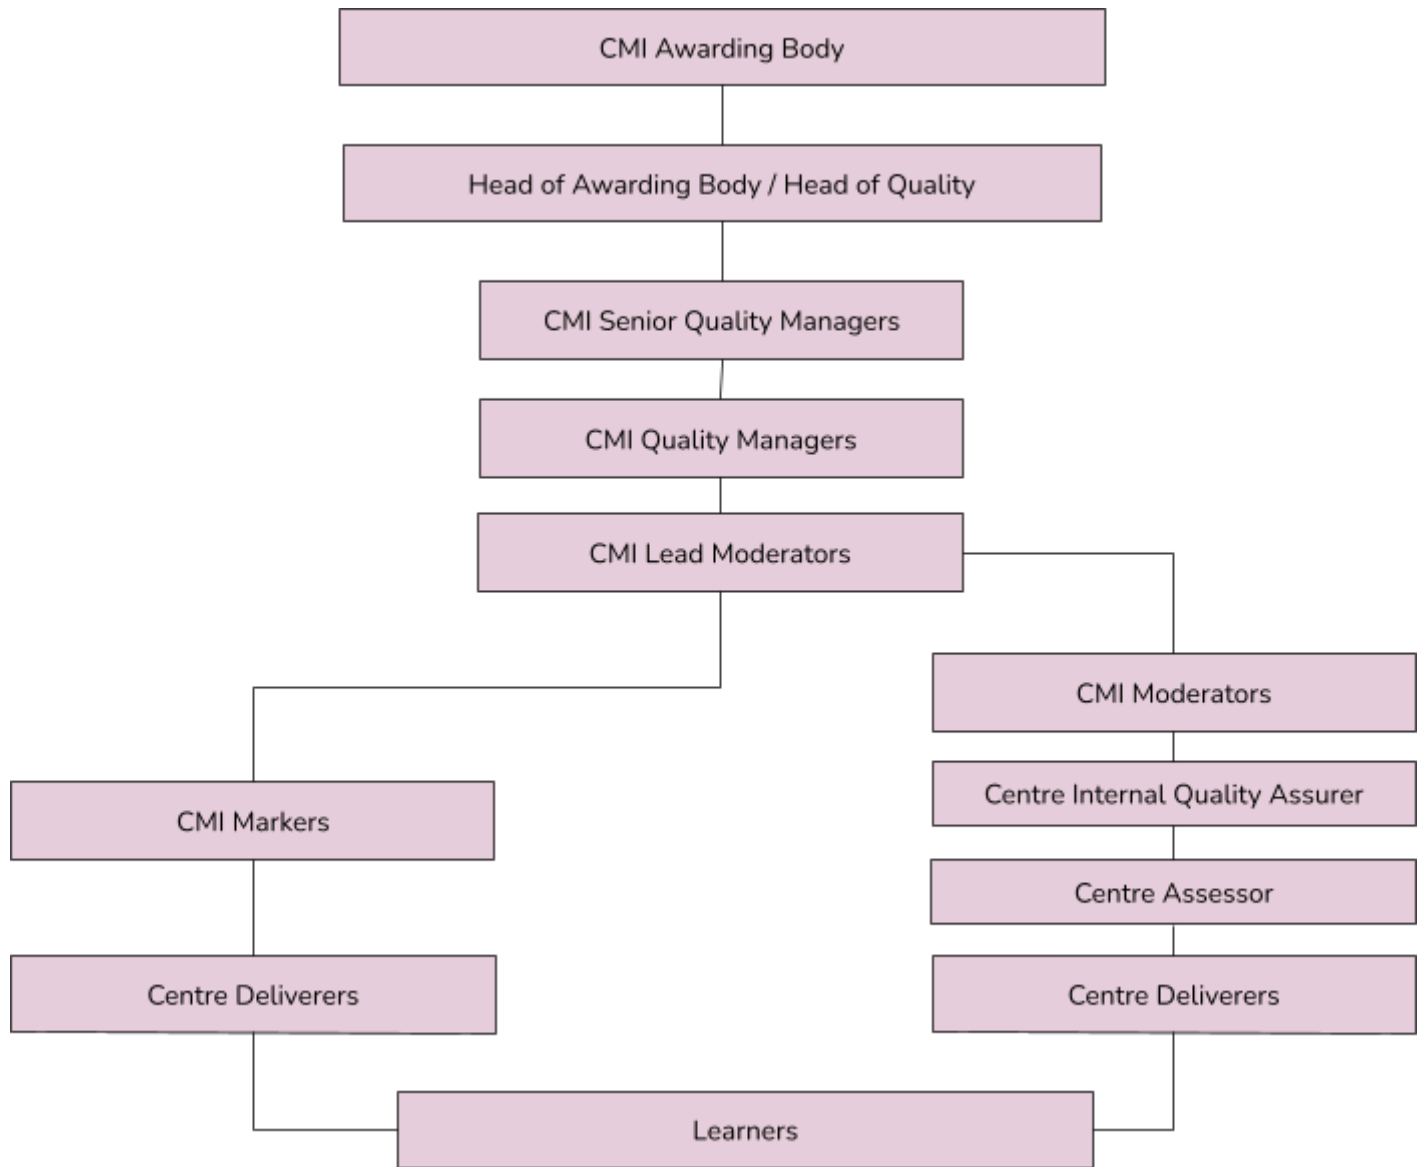 CMI Awarding Body
Head of Awarding Body / Head of Quality
CMI Senior Quality Managers
CMI Quality Managers
CMI Lead Moderators
CMI Moderators
Centre Internal Quality Assurer
CMI Markers
Centre Assessor
Centre Deliverers
Centre Deliverers
Learners